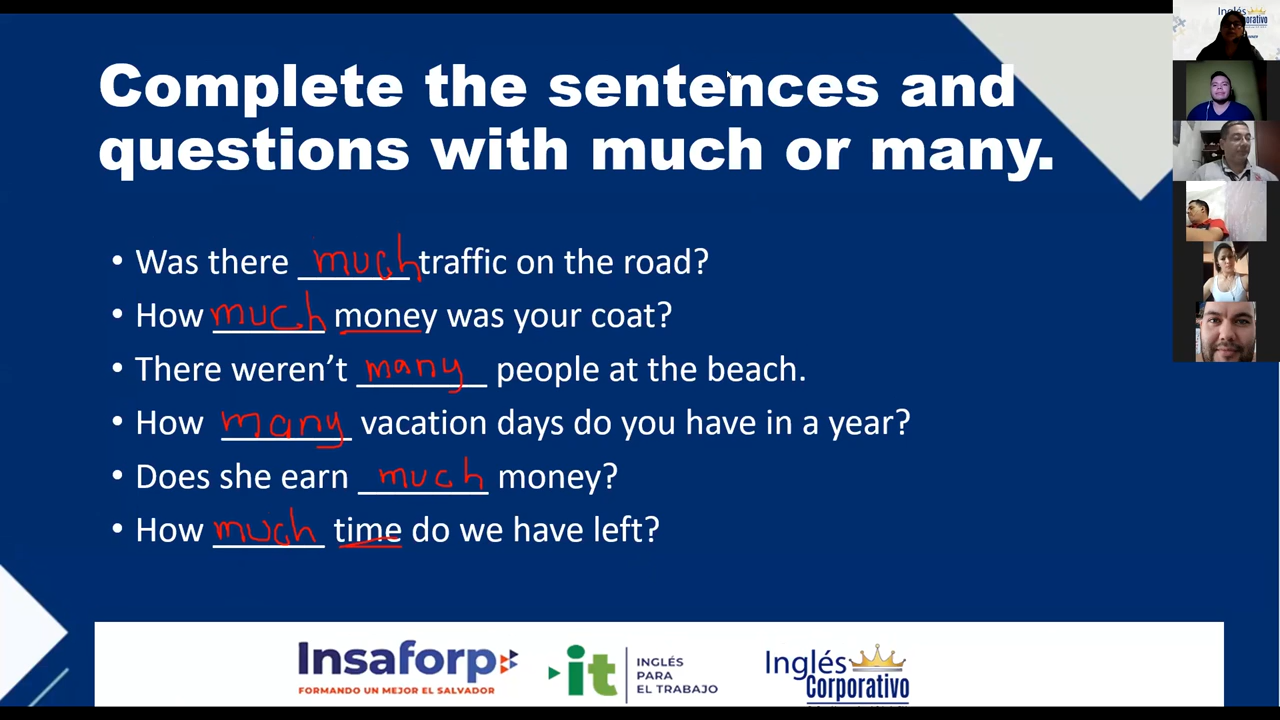 Complete the sentences and
questions with much or many.
• Was there much traffic on the road?
• How much money was your coat?
• There weren't many people at the beach.
• How many vacation days do you have in a year?
• Does she earn much money?
• How much time do we have left?
Insaforp
FORMANDO UN MEJOR EL SALVADOR
it
INGLÉS
PARA
EL TRABAJO
Inglés
Corporativo
Inglés